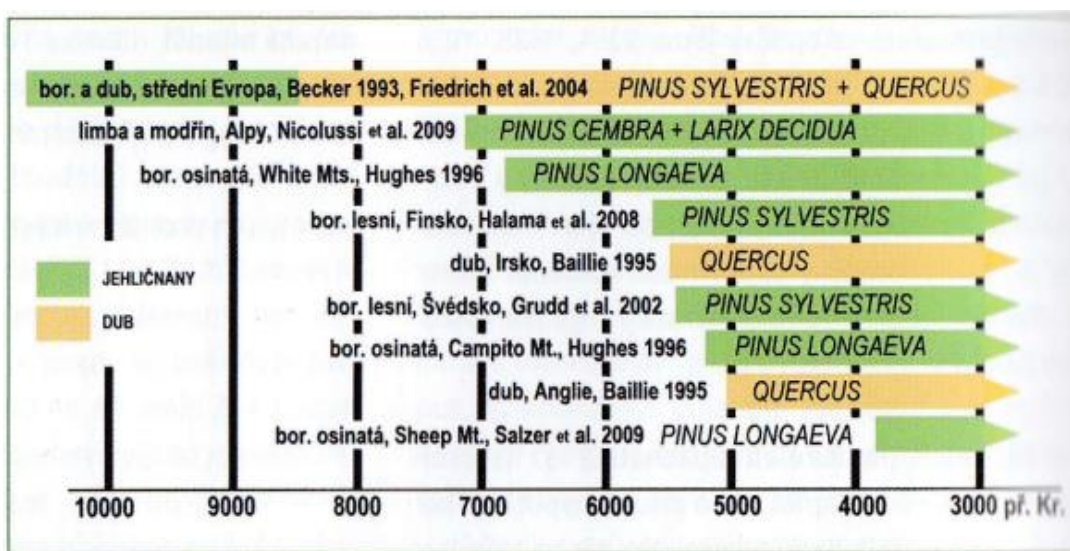 bor. a dub, střední Evropa, Becker 1993, Friedrich et al. 2004 PINUS SYLVESTRIS + QUERCUS
limba a modřín, Alpy, Nicolussi et al. 2009 PINUS CEMBRA + LARIX DECIDUA
bor. osinatá, White Mts., Hughes 1996 PINUS LONGAEVA
bor. lesní, Finsko, Halama et al. 2008 PINUS SYLVESTRIS
dub, Irsko, Baillie 1995 QUERCUS
JEHLIČNANY
bor. lesní, Švédsko, Grudd et al. 2002 PINUS SYLVESTRIS
DUB
bor. osinatá, Campito Mt., Hughes 1996 PINUS LONGAEVA
dub, Anglie, Baillie 1995 QUERCUS
bor. osinatá, Sheep Mt., Salzer et al. 2009 PINUS LONGAEVA
10000 9000 8000 7000 6000 5000 4000 3000 př. Kr.